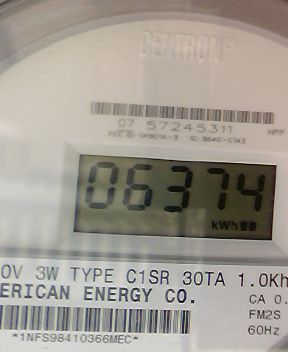 CENTRON®
07 57245311
HPP
06374
kWh
0V 3W TYPE C1SR 30TA 1.0Kh
ERICAN ENERGY CO.
CA 0.
FM2S
60Hz
*1NFS98410366MEC*